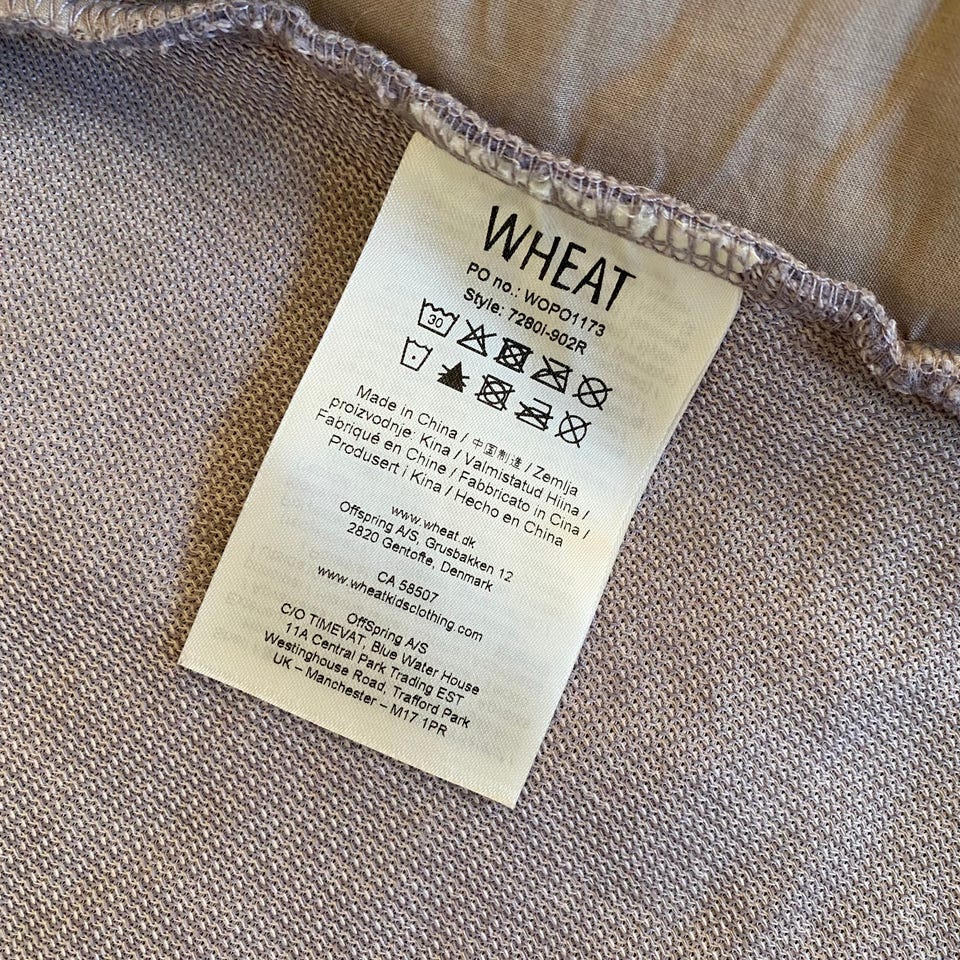 WHEAT
PO no.: WOPO1173
Style: 7280I-902R
30
Made in China / 中国制造 / Zemlja
proizvodnje: Kina / Valmistatud Hiina /
Fabriqué en Chine / Fabbricato in Cina /
Produsert i Kina / Hecho en China
www.wheat.dk
Offspring A/S, Grusbakken 12
2820 Gentofte, Denmark
CA 58507
www.wheatkidsclothing.com
OffSpring A/S
C/O TIMEVAT, Blue Water House
11A Central Park Trading EST
Westinghouse Road, Trafford Park
UK – Manchester – M17 1PR